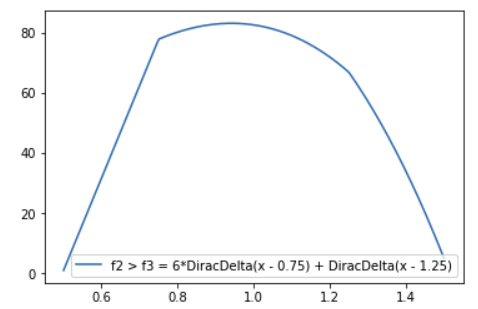 80
60
40
20
0
f2 > f3 = 6*DiracDelta(x - 0.75) + DiracDelta(x - 1.25)
0.6 0.8 1.0 1.2 1.4